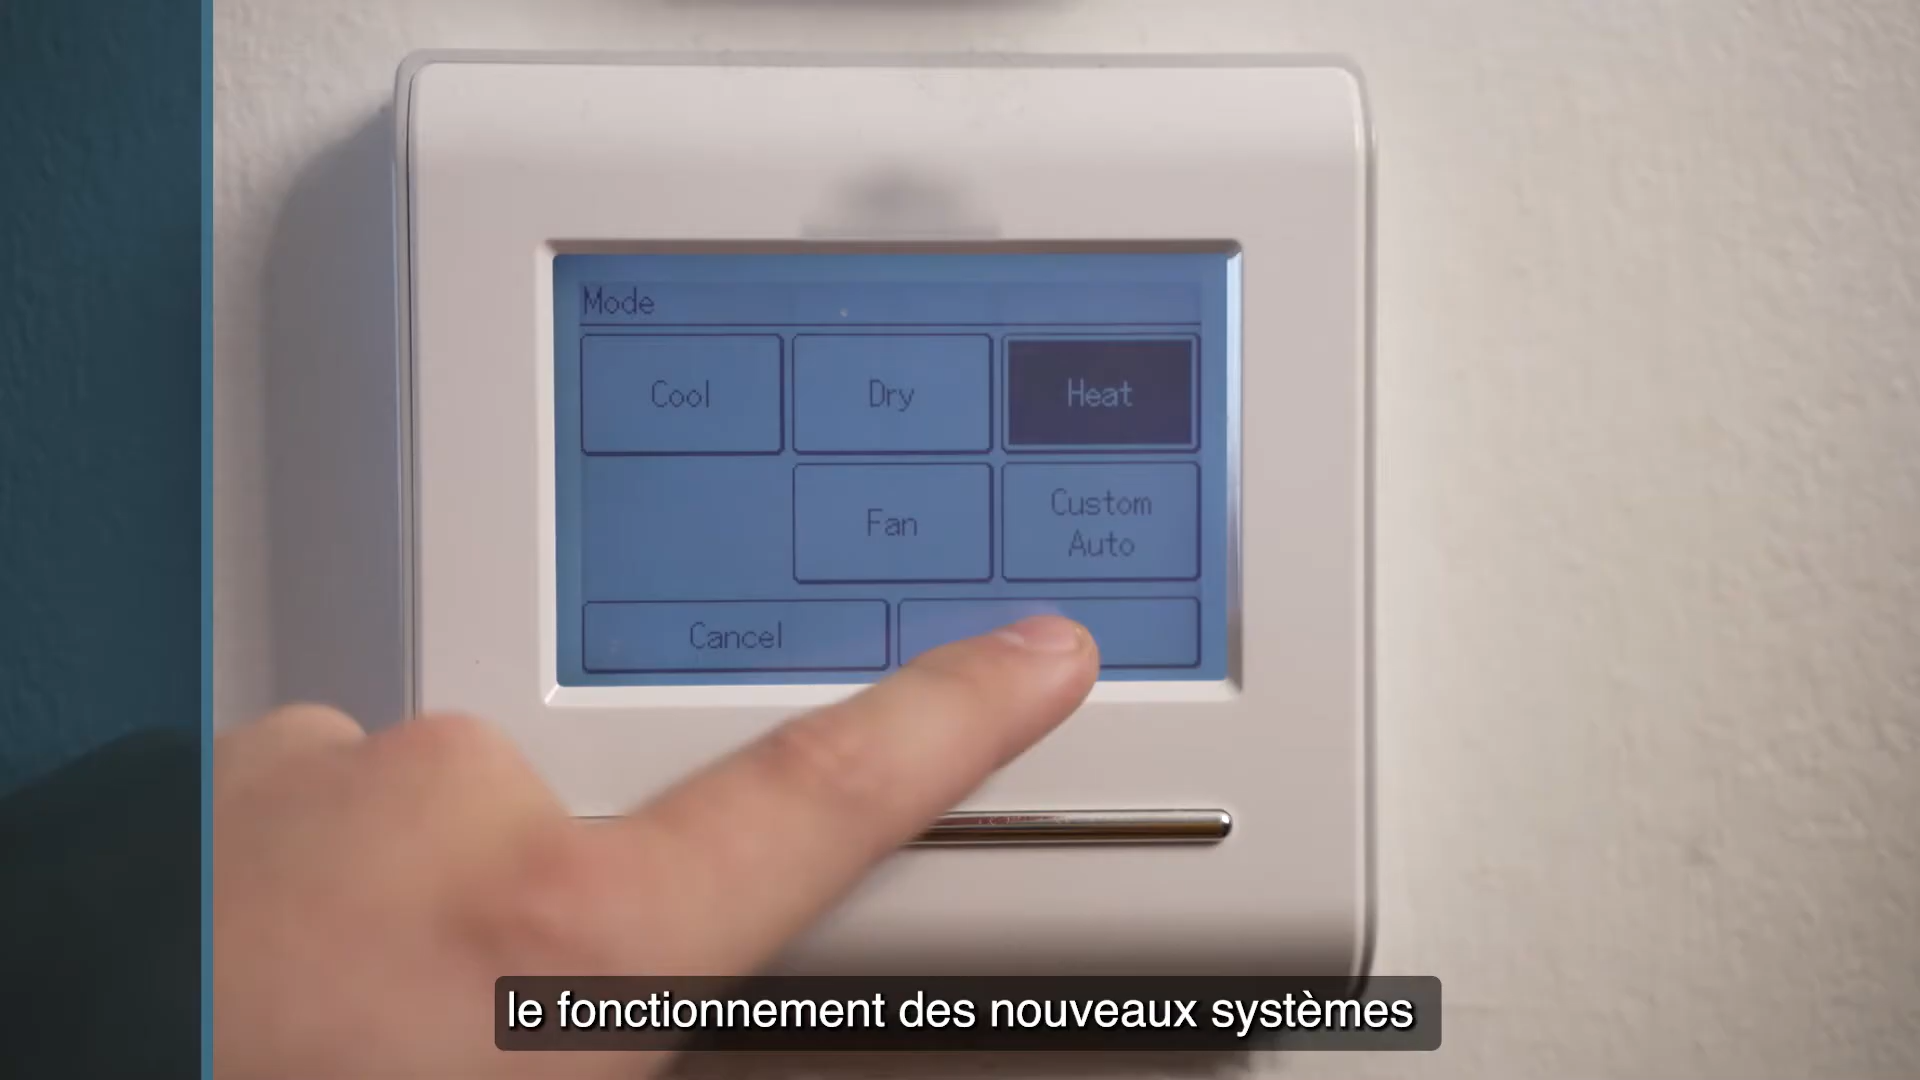 Mode
Cool
Dry
Heat
Fan
Custom
Auto
Cancel
le fonctionnement des nouveaux systèmes